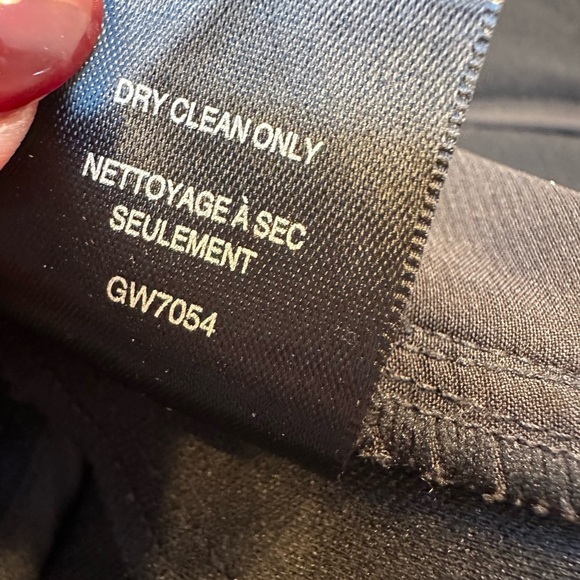 DRY CLEAN ONLY
NETTOYAGE À SEC
SEULEMENT
GW7054